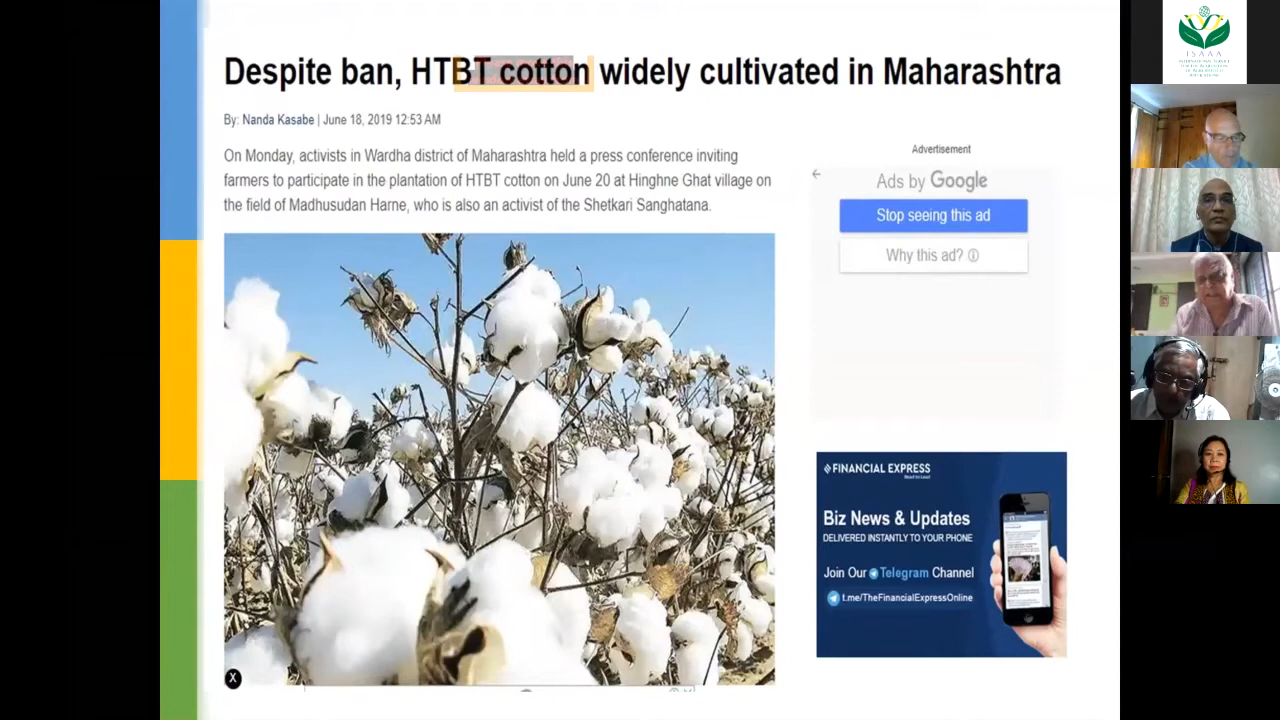 Despite ban, HTBT cotton widely cultivated in Maharashtra
By: Nanda Kasabe | June 18, 2019 12:53 AM
On Monday, activists in Wardha district of Maharashtra held a press conference inviting
farmers to participate in the plantation of HTBT cotton on June 20 at Hinghne Ghat village on
the field of Madhusudan Harne, who is also an activist of the Shetkari Sanghatana.
Advertisement
Ads by Google
Stop seeing this ad
Why this ad?
FINANCIAL EXPRESS
Read to Lead
Biz News & Updates
DELIVERED INSTANTLY TO YOUR PHONE
Join Our Telegram Channel
t.me/TheFinancialExpressOnline
X
ISAAA